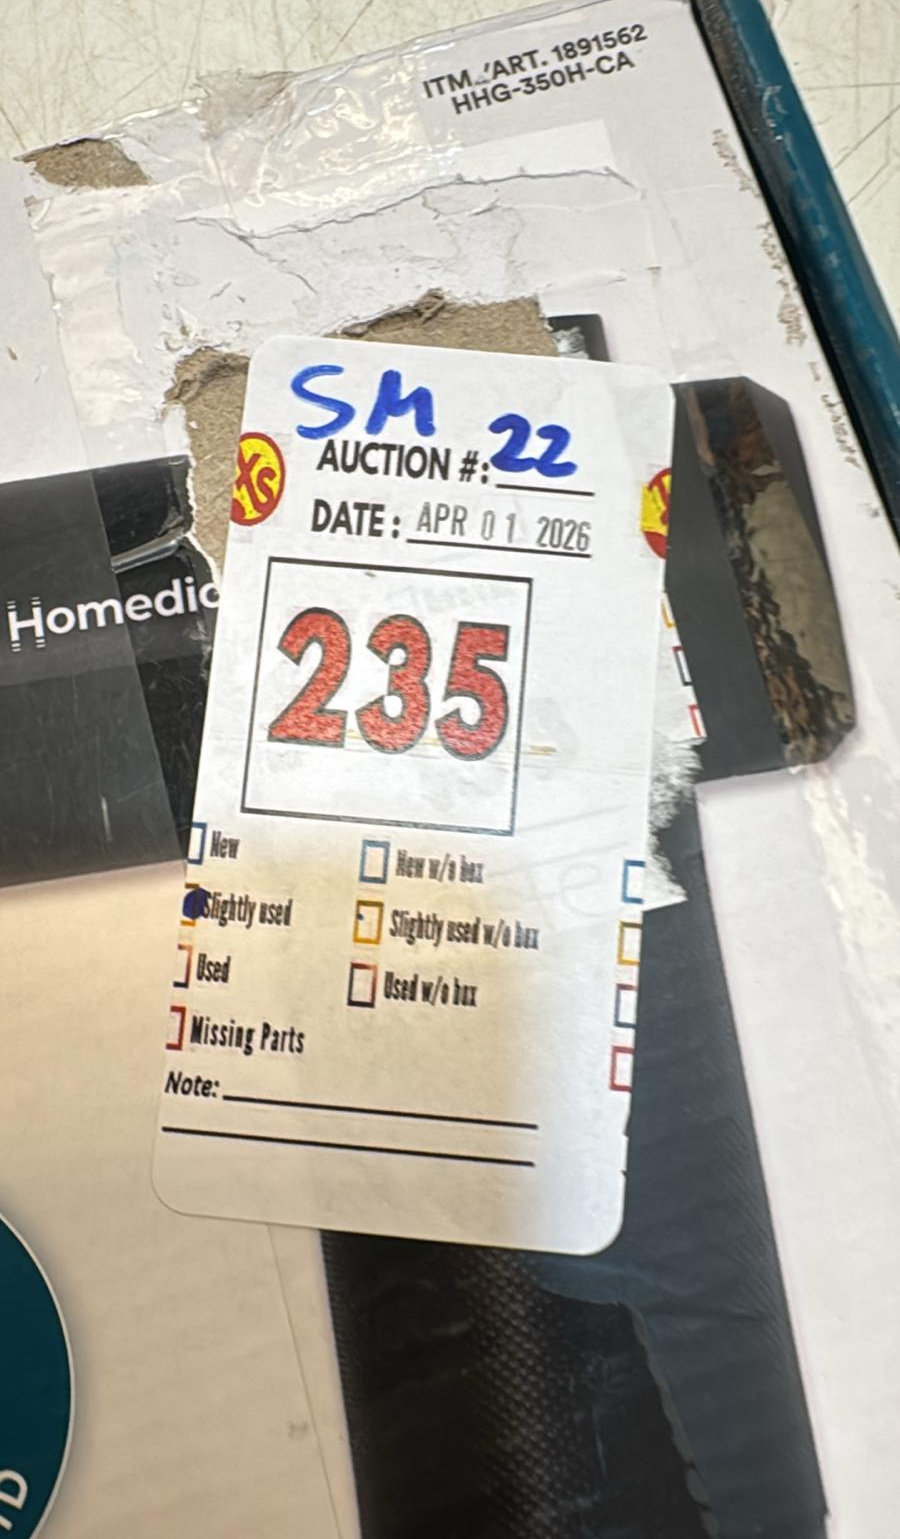 ITM./ART. 1891562
HHG-350H-CA
SM
AUCTION #: 22
DATE: APR 01 2026
Homedic
235
New
New w/o box
Slightly used
Slightly used w/o box
Used
Used w/o box
Missing Parts
Note: